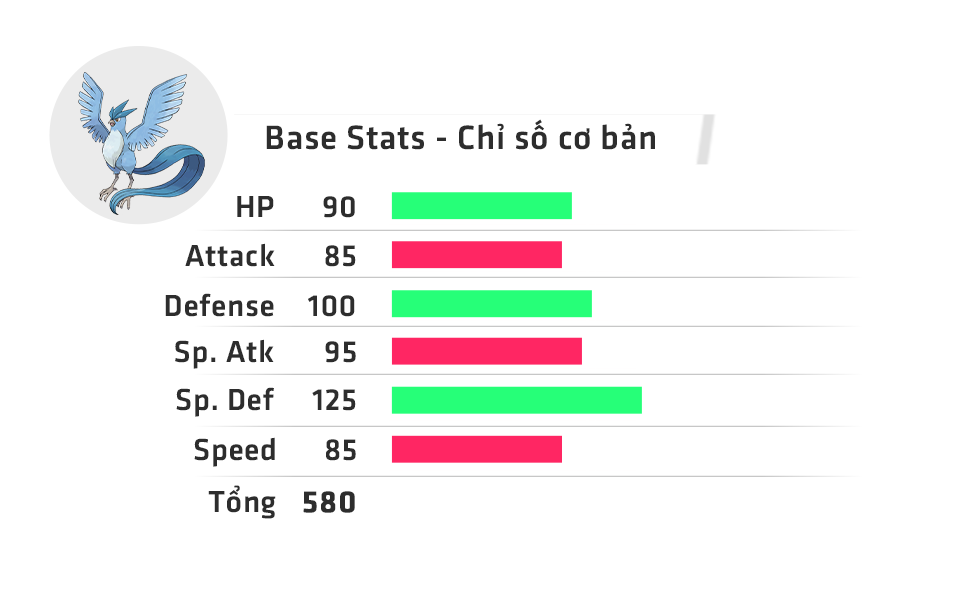 Base Stats - Chỉ số cơ bản
HP 90
Attack 85
Defense 100
Sp. Atk 95
Sp. Def 125
Speed 85
Tổng 580